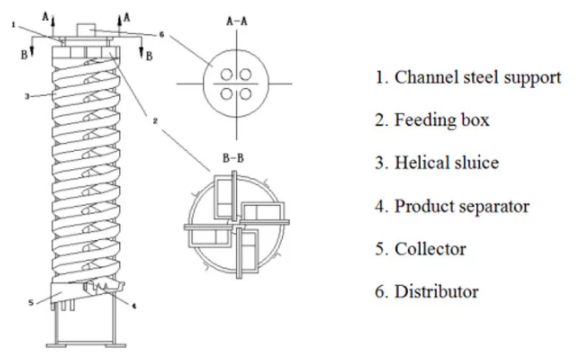 A A
1
6
B B
3
2
5 4
A-A
B-B
1. Channel steel support
2. Feeding box
3. Helical sluice
4. Product separator
5. Collector
6. Distributor